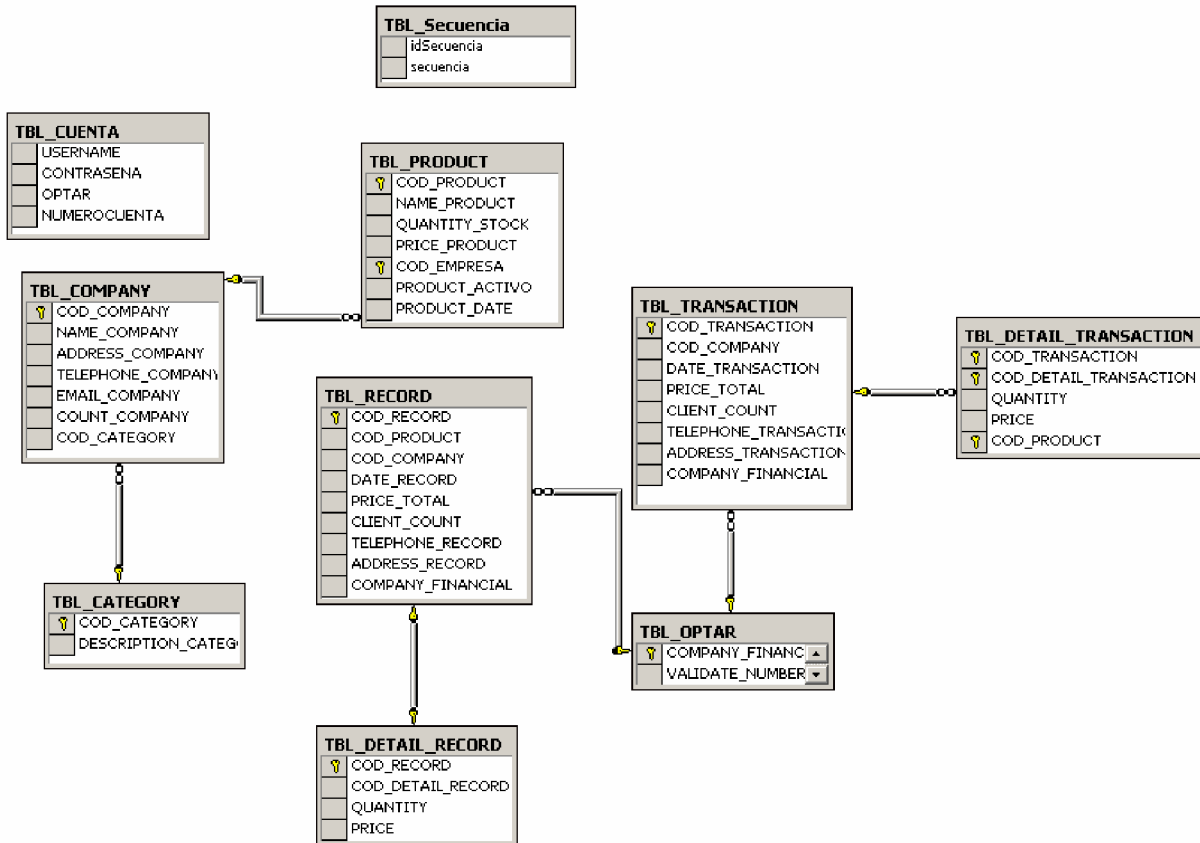 TBL_Secuencia
idSecuencia
secuencia
TBL_CUENTA
USERNAME
CONTRASENA
OPTAR
NUMEROCUENTA
TBL_PRODUCT
COD_PRODUCT
NAME_PRODUCT
QUANTITY_STOCK
PRICE_PRODUCT
COD_EMPRESA
PRODUCT_ACTIVO
PRODUCT_DATE
TBL_COMPANY
COD_COMPANY
NAME_COMPANY
ADDRESS_COMPANY
TELEPHONE_COMPANY
EMAIL_COMPANY
COUNT_COMPANY
COD_CATEGORY
TBL_TRANSACTION
COD_TRANSACTION
COD_COMPANY
DATE_TRANSACTION
PRICE_TOTAL
CLIENT_COUNT
TELEPHONE_TRANSACTIO
ADDRESS_TRANSACTION
COMPANY_FINANCIAL
TBL_DETAIL_TRANSACTION
COD_TRANSACTION
COD_DETAIL_TRANSACTION
QUANTITY
PRICE
COD_PRODUCT
TBL_RECORD
COD_RECORD
COD_PRODUCT
COD_COMPANY
DATE_RECORD
PRICE_TOTAL
CLIENT_COUNT
TELEPHONE_RECORD
ADDRESS_RECORD
COMPANY_FINANCIAL
TBL_CATEGORY
COD_CATEGORY
DESCRIPTION_CATEG
TBL_OPTAR
COMPANY_FINANC
VALIDATE_NUMBER
TBL_DETAIL_RECORD
COD_RECORD
COD_DETAIL_RECORD
QUANTITY
PRICE